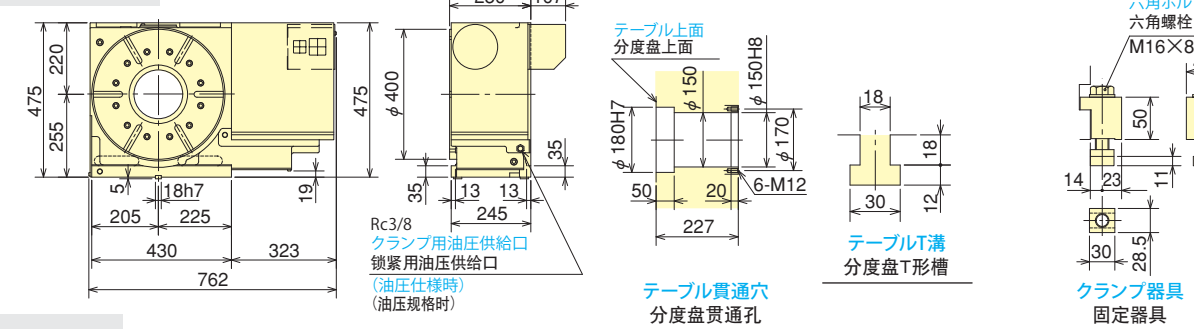 220
255
475
5
18h7
205
225
430
323
762
19
475
φ400
35
13
13
35
245
Rc3/8
クランプ用油圧供給口
锁紧用油压供给口
(油圧仕様時)
(油压规格时)
テーブル上面
分度盘上面
φ180H7
φ150
φ150H8
φ170
50
20
6-M12
227
テーブル貫通穴
分度盘贯通孔
18
18
12
30
テーブルT溝
分度盘T形槽
六角螺栓
M16×8
50
14
23
11
30
28.5
クランプ器具
固定器具